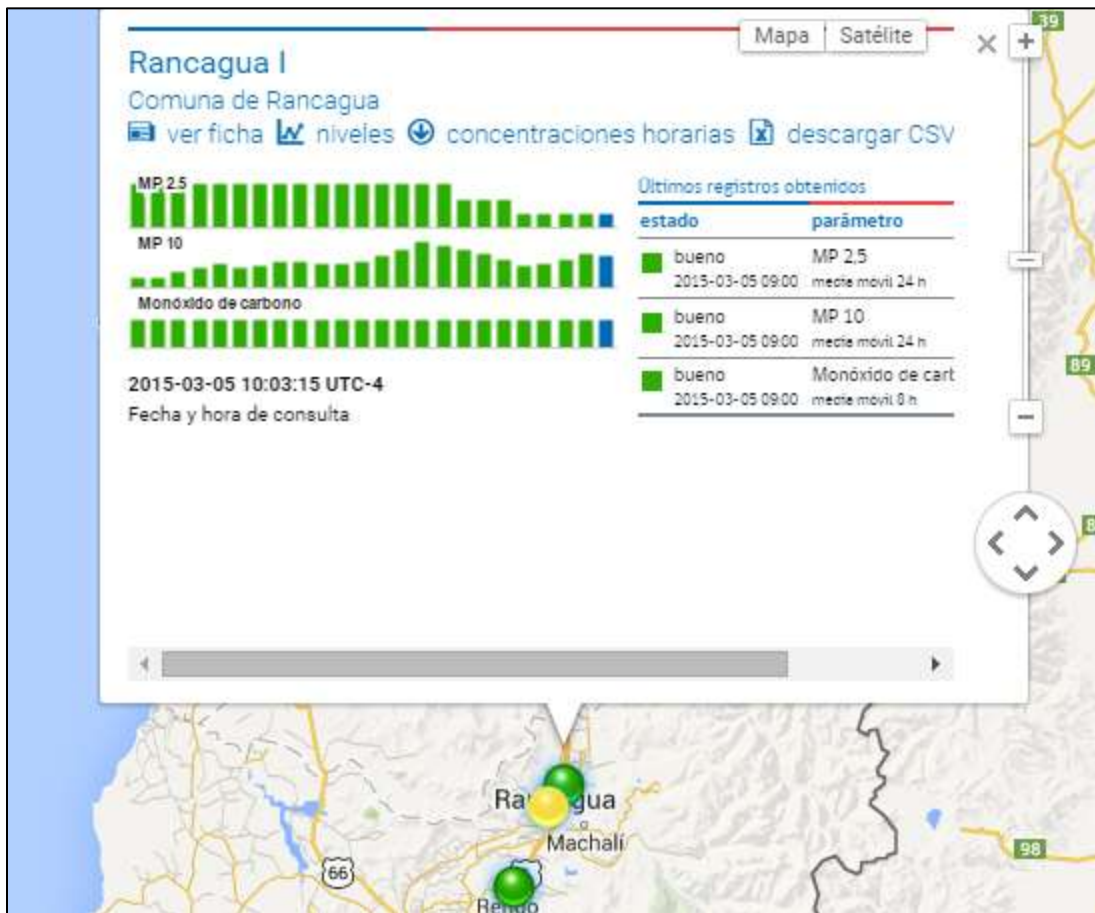 39
Mapa Satélite
Rancagua I
Comuna de Rancagua
ver ficha niveles concentraciones horarias descargar CSV
MP 2.5
MP 10
Monóxido de carbono
2015-03-05 10:03:15 UTC-4
Fecha y hora de consulta
Últimos registros obtenidos
estado parámetro
bueno MP 2,5
2015-03-05 09:00 media móvil 24 h
bueno MP 10
2015-03-05 09:00 media móvil 24 h
bueno Monóxido de cart
2015-03-05 09:00 media móvil 8 h
89
8
Ra gua
Machalí
66
98
Rengo